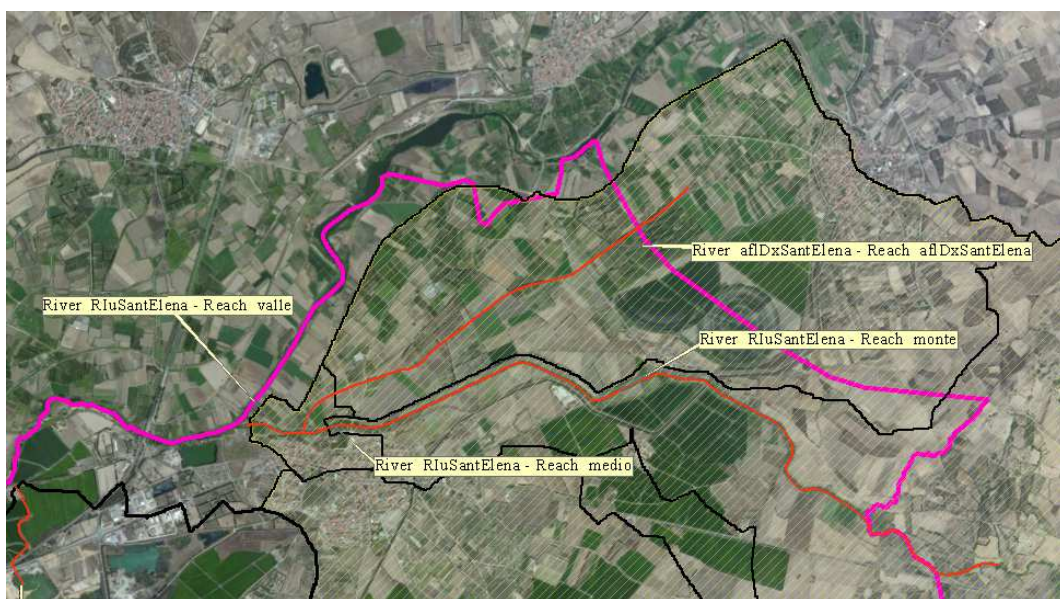 River aflDxSantElena - Reach aflDxSantElena
River RIuSantElena - Reach valle
River RIuSantElena - Reach monte
River RIuSantElena - Reach medio